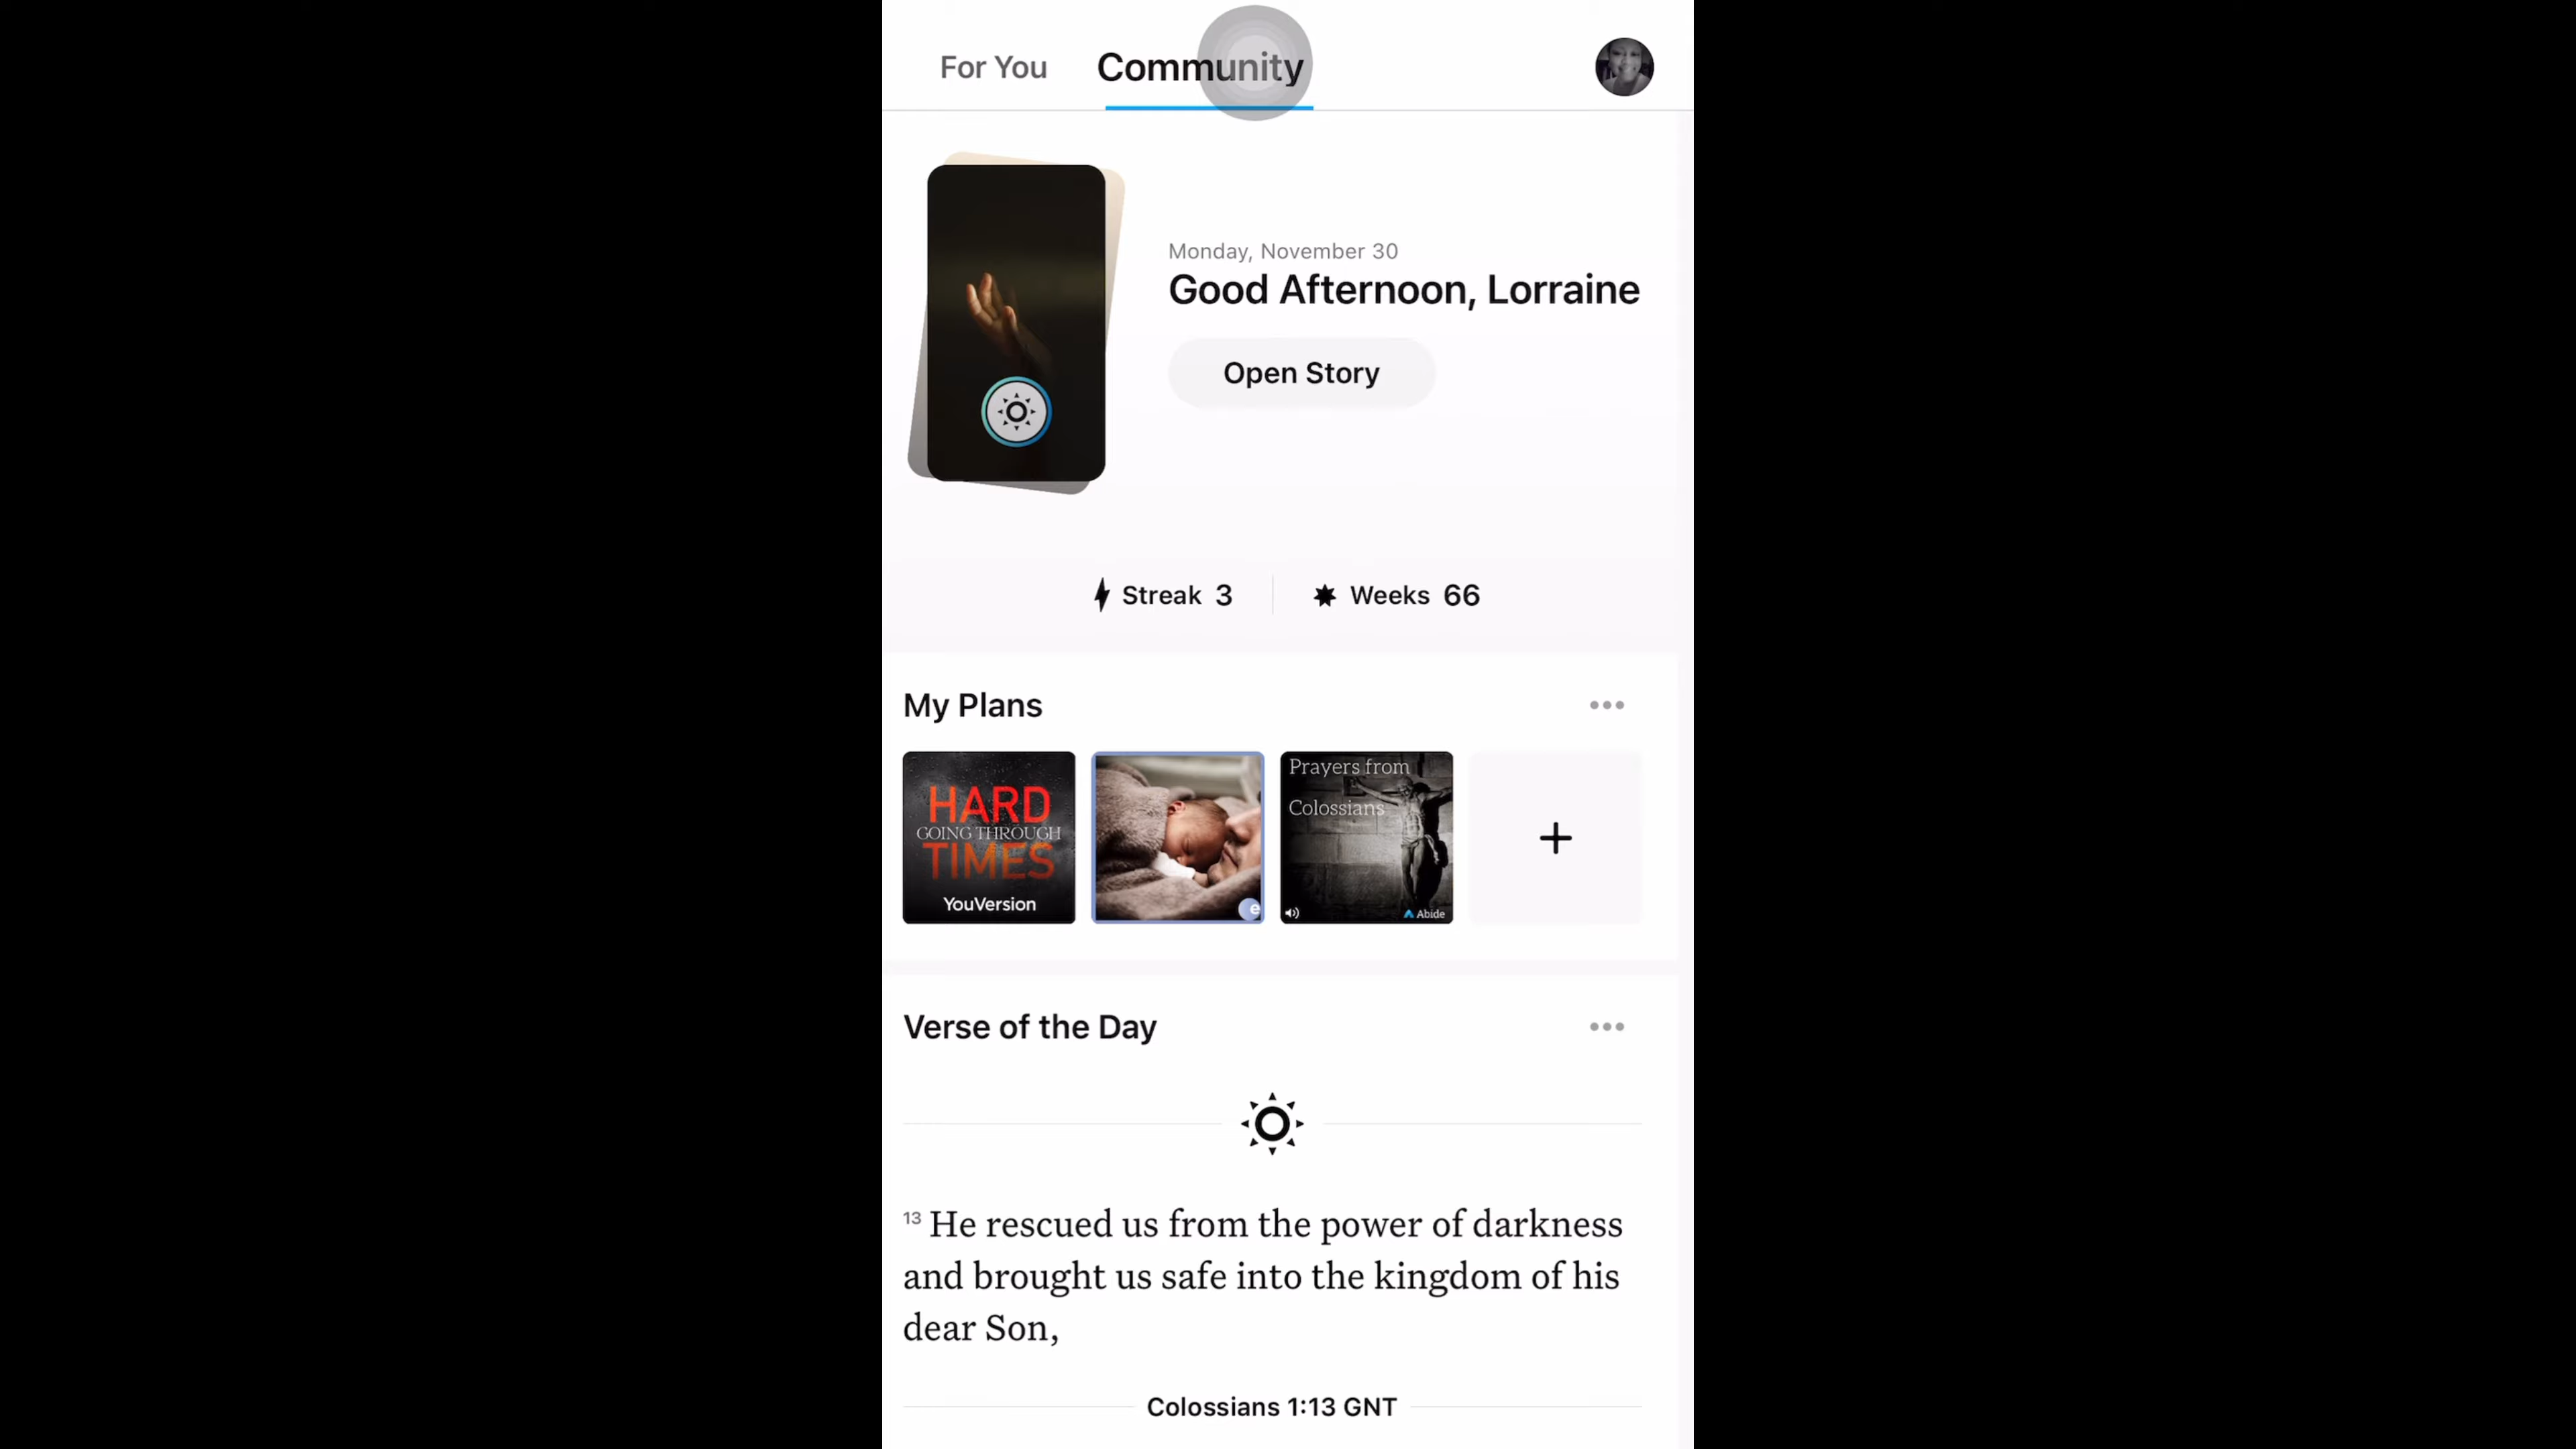 For You
Community
Monday, November 30
Good Afternoon, Lorraine
Open Story
Streak 3
Weeks 66
My Plans
HARD
GOING THROUGH
TIMES
YouVersion
e
Prayers from
Colossians
Abide
Verse of the Day
13 He rescued us from the power of darkness
and brought us safe into the kingdom of his
dear Son,
Colossians 1:13 GNT